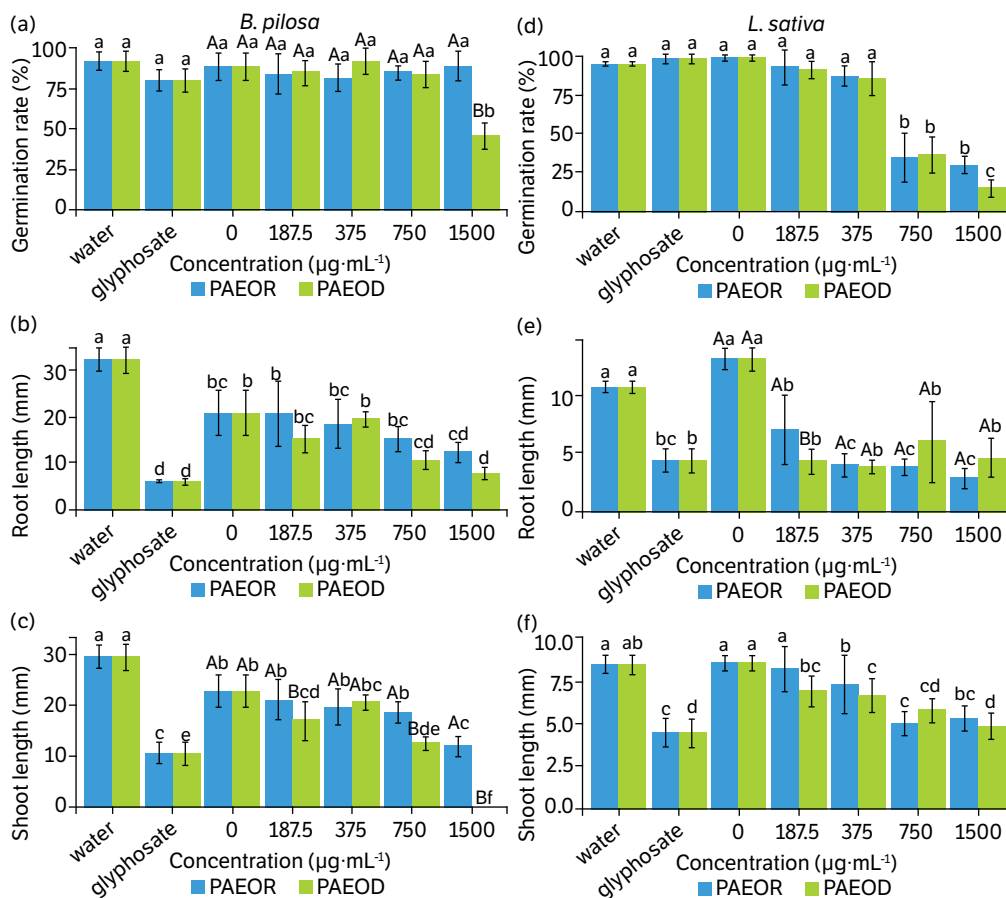 (a) B. pilosa
Germination rate (%)
100
75
50
25
0
a a a a Aa Aa Aa Aa Aa Aa Aa Aa Aa Bb
water glyphosate 0 187.5 375 750 1500
Concentration (µg·mL⁻¹)
PAEOR PAEOD
(b)
Root length (mm)
30
20
10
0
a a d d bc b b bc bc b bc cd cd d
water glyphosate 0 187.5 375 750 1500
Concentration (µg·mL⁻¹)
PAEOR PAEOD
(c)
Shoot length (mm)
30
20
10
0
a a c e Ab Ab Ab Bcd Ab Abc Ab Bde Ac Bf
water glyphosate 0 187.5 375 750 1500
Concentration (µg·mL⁻¹)
PAEOR PAEOD
(d) L. sativa
Germination rate (%)
100
75
50
25
0
a a a a a a a a a a b b b c
water glyphosate 0 187.5 375 750 1500
Concentration (µg·mL⁻¹)
PAEOR PAEOD
(e)
Root length (mm)
10
5
0
a a bc b Aa Aa Ab Bb Ac Ab Ac Ab Ac Ab
water glyphosate 0 187.5 375 750 1500
Concentration (µg·mL⁻¹)
PAEOR PAEOD
(f)
Shoot length (mm)
10.0
7.5
5.0
0.0
a ab c d a a a bc b c c cd bc d
water glyphosate 0 187.5 375 750 1500
Concentration (µg·mL⁻¹)
PAEOR PAEOD